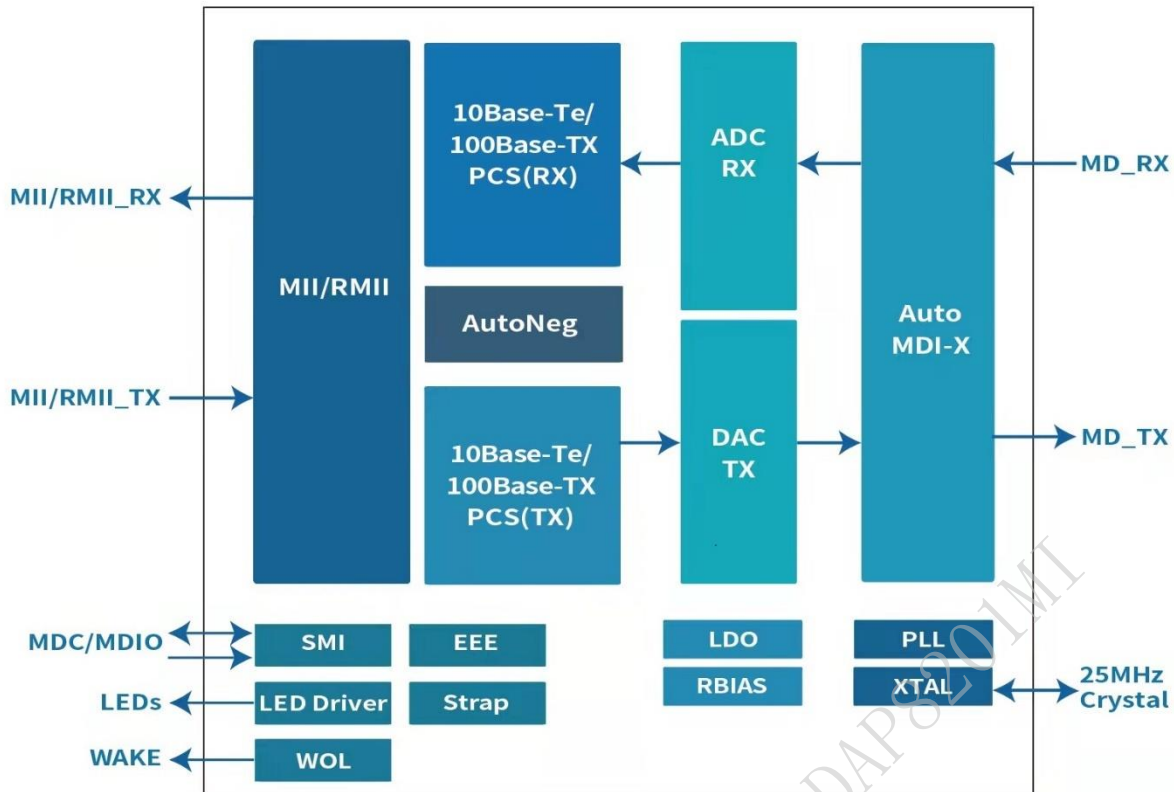 10Base-Te/
100Base-TX
PCS(RX)
ADC
RX
MD_RX
MII/RMII_RX
MII/RMII
AutoNeg
Auto
MDI-X
MII/RMII_TX
10Base-Te/
100Base-TX
PCS(TX)
DAC
TX
MD_TX
MDC/MDIO
SMI
EEE
LDO
PLL
LEDs
LED Driver
Strap
RBIAS
XTAL
25MHz
Crystal
WAKE
WOL
DAP8201MI